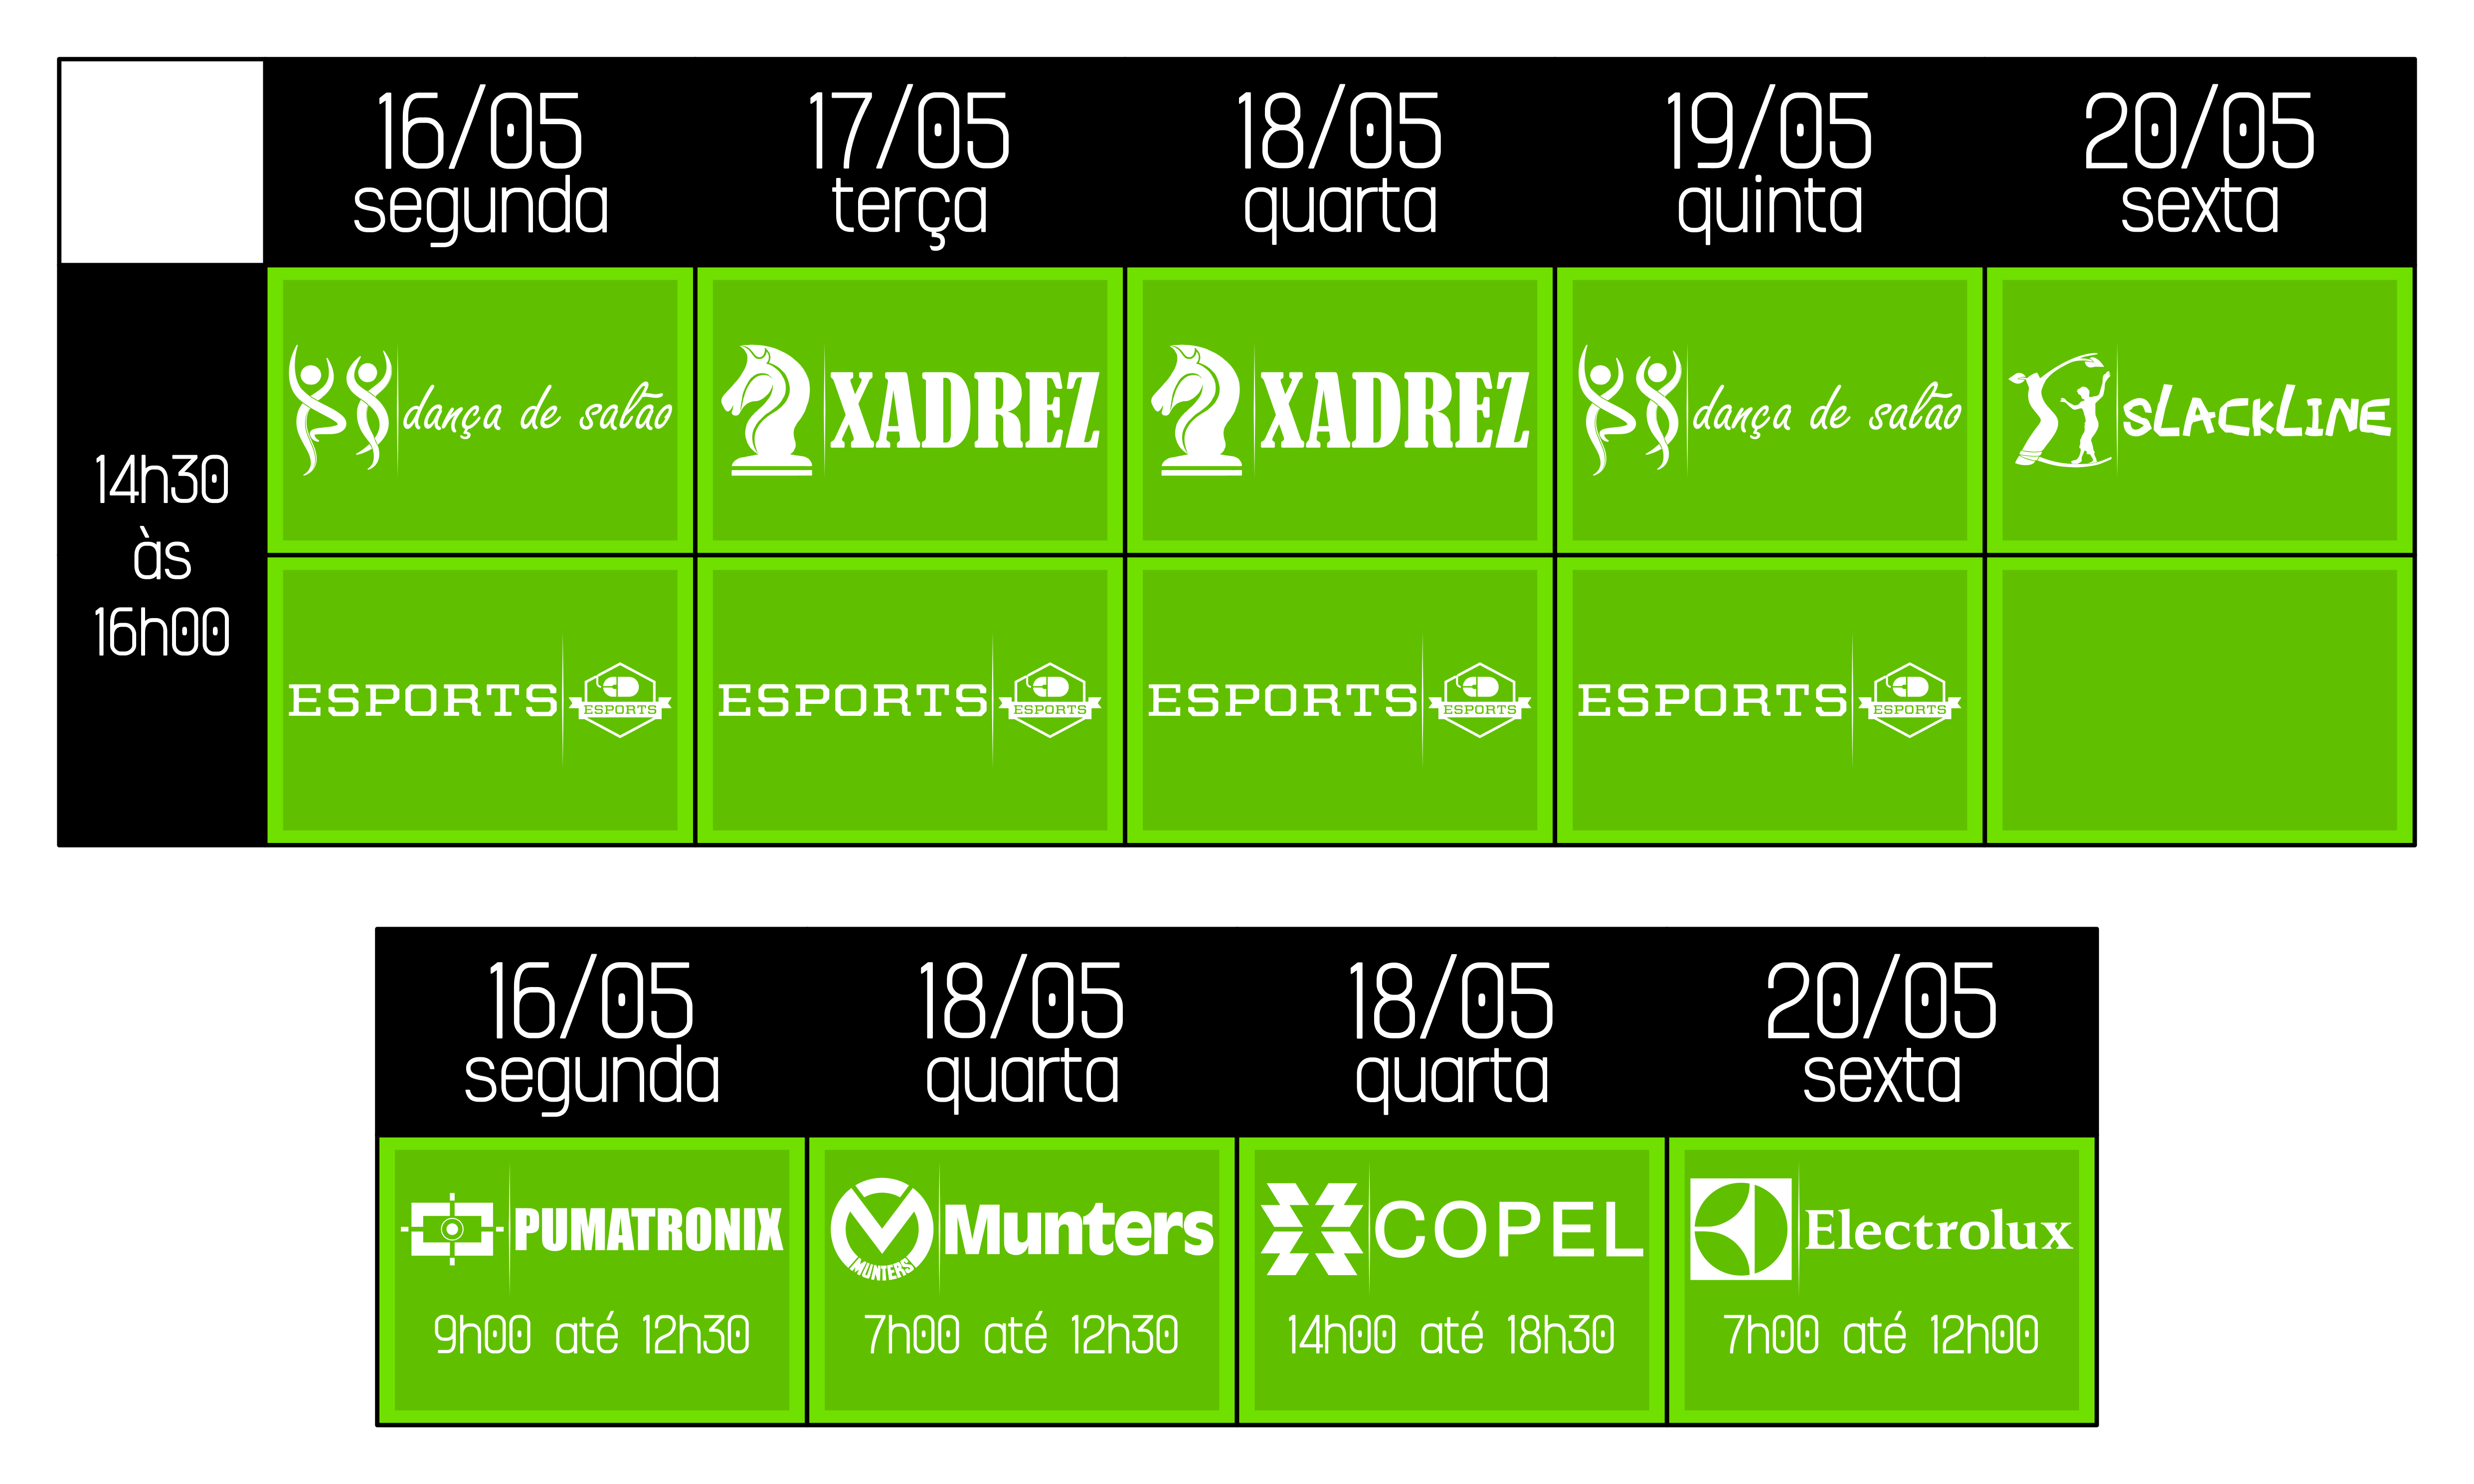 16/05 17/05 18/05 19/05 20/05
segunda terça quarta quinta sexta
14h30
às
16h00
dança de salão XADREZ XADREZ dança de salão SLACKLINE
ESPORTS ESPORTS ESPORTS ESPORTS
ESPORTS ESPORTS ESPORTS ESPORTS
16/05 18/05 18/05 20/05
segunda quarta quarta sexta
PUMATRONIX Munters COPEL Electrolux
MUNTERS
9h00 até 12h30 7h00 até 12h30 14h00 até 18h30 7h00 até 12h00